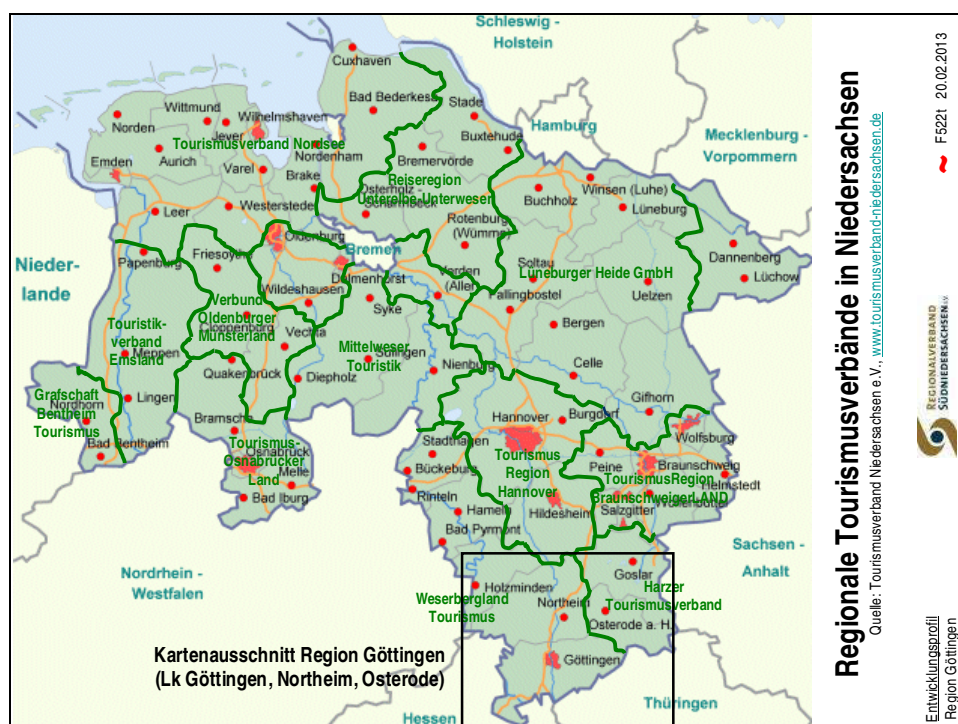 Schleswig -
Holstein
Cuxhaven
Bad Bederkesa
Stade
Hamburg
Mecklenburg -
Vorpommern
Wittmund
Wilhelmshaven
Norden
Jever
Tourismusverband Nordsee
Nordenham
Buxtehude
Emden
Aurich
Varel
Bremervörde
Brake
Osterholz -
Scharmbeck
Reiseregion
Unterelbe-Unterweser
Winsen (Luhe)
Buchholz
Lüneburg
Leer
Westerstede
Rotenburg
(Wümme)
Oldenburg
Bremen
Dannenberg
Lüchow
Papenburg
Friesoythe
Delmenhorst
Verden
(Aller)
Soltau
Lüneburger Heide GmbH
Uelzen
Nieder-
lande
Wildeshausen
Syke
Fallingbostel
Verbund
Oldenburger
Münsterland
Cloppenburg
Vechta
Bergen
Touristik-
verband
Emsland
Meppen
Mittelweser
Touristik
Sulingen
Quakenbrück
Diepholz
Nienburg
Celle
Grafschaft
Bentheim
Tourismus
Nordhorn
Lingen
Bramsche
Hannover
Burgdorf
Gifhorn
Wolfsburg
Bad Bentheim
Tourismus-
Osnabrück
Osnabrücker
Land
Melle
Bad Iburg
Stadthagen
Bückeburg
Rinteln
Tourismus
Region
Hannover
Peine
Braunschweig
TourismusRegion
BraunschweigerLAND
Helmstedt
Wolfenbüttel
Salzgitter
Hameln
Hildesheim
Bad Pyrmont
Sachsen -
Anhalt
Nordrhein -
Westfalen
Goslar
Holzminden
Weserbergland
Tourismus
Northeim
Harzer
Tourismusverband
Osterode a. H.
Göttingen
Kartenausschnitt Region Göttingen
(Lk Göttingen, Northeim, Osterode)
Hessen
Thüringen
Regionale Tourismusverbände in Niedersachsen
Quelle: Tourismusverband Niedersachsen e.V., www.tourismusverband-niedersachsen.de
F522t 20.02.2013
REGIONALVERBAND
SÜDNIEDERSACHSEN e.V.
Entwicklungsprofil
Region Göttingen